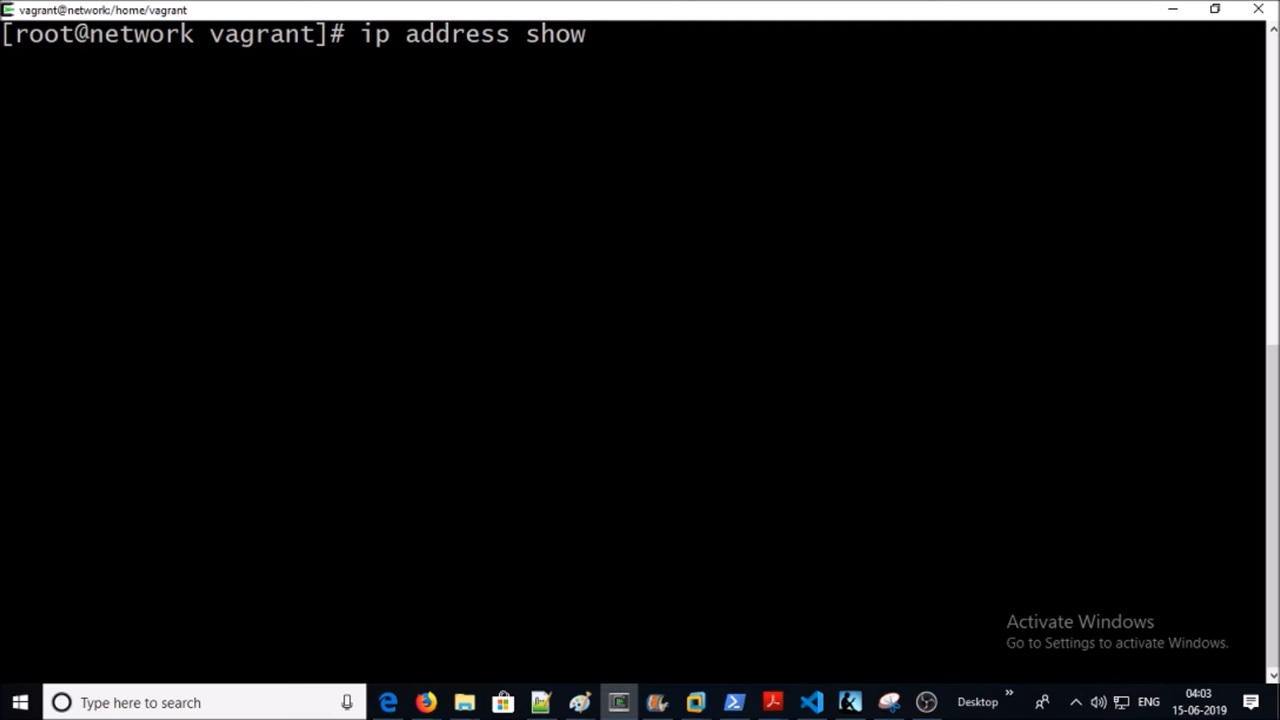 vagrant@network:/home/vagrant
[root@network vagrant]# ip address show
Activate Windows
Go to Settings to activate Windows.
Type here to search
Desktop
»
ENG
04:03
15-06-2019